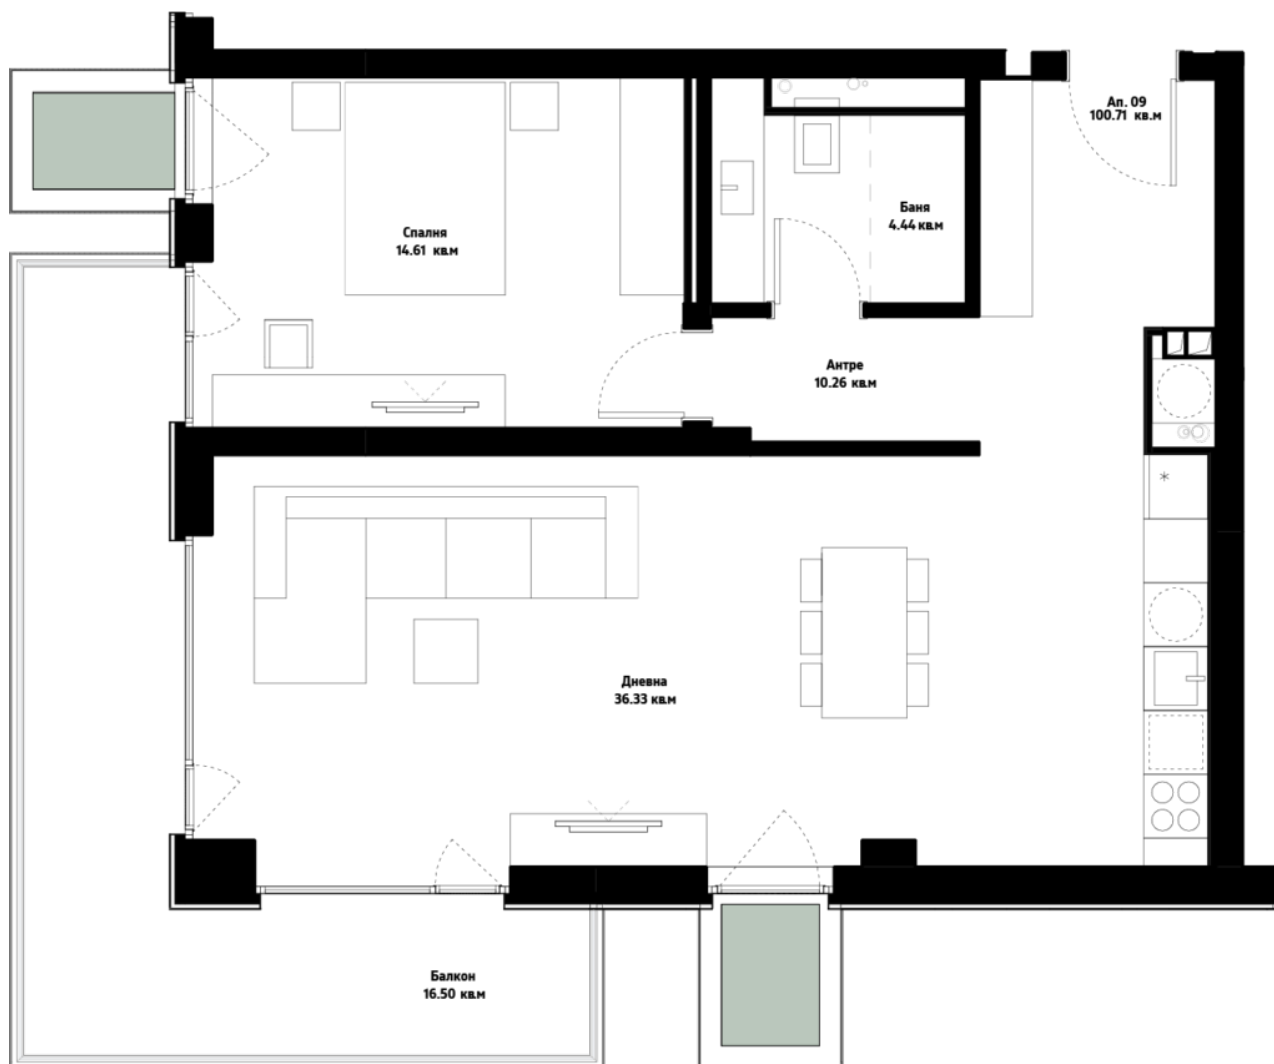 Ап. 09
100.71 кв.м
Баня
4.44 кв.м
Спалня
14.61 кв.м
Антре
10.26 кв.м
Дневна
36.33 кв.м
Балкон
16.50 кв.м